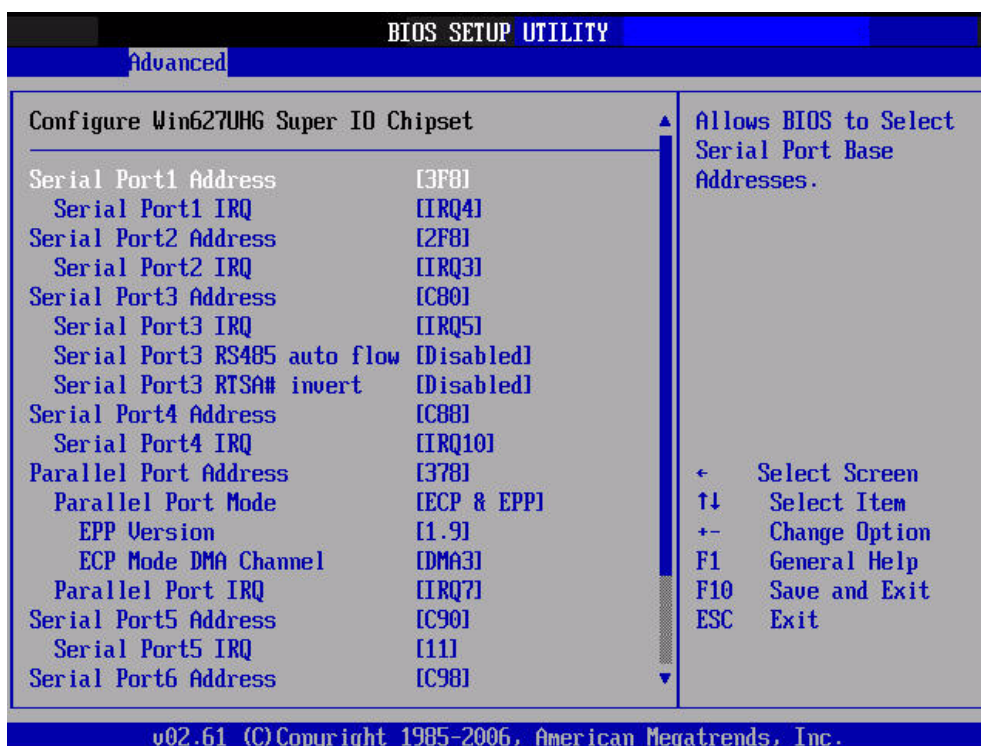 BIOS SETUP UTILITY
Advanced
Configure Win627UHG Super IO Chipset
Serial Port1 Address [3F8]
Serial Port1 IRQ [IRQ4]
Serial Port2 Address [2F8]
Serial Port2 IRQ [IRQ3]
Serial Port3 Address [C80]
Serial Port3 IRQ [IRQ5]
Serial Port3 RS485 auto flow [Disabled]
Serial Port3 RTSA# invert [Disabled]
Serial Port4 Address [C88]
Serial Port4 IRQ [IRQ10]
Parallel Port Address [378]
Parallel Port Mode [ECP & EPP]
EPP Version [1.9]
ECP Mode DMA Channel [DMA3]
Parallel Port IRQ [IRQ7]
Serial Port5 Address [C90]
Serial Port5 IRQ [11]
Serial Port6 Address [C98]
Allows BIOS to Select
Serial Port Base
Addresses.
← Select Screen
↑↓ Select Item
+- Change Option
F1 General Help
F10 Save and Exit
ESC Exit
v02.61 (C)Copyright 1985-2006, American Megatrends, Inc.